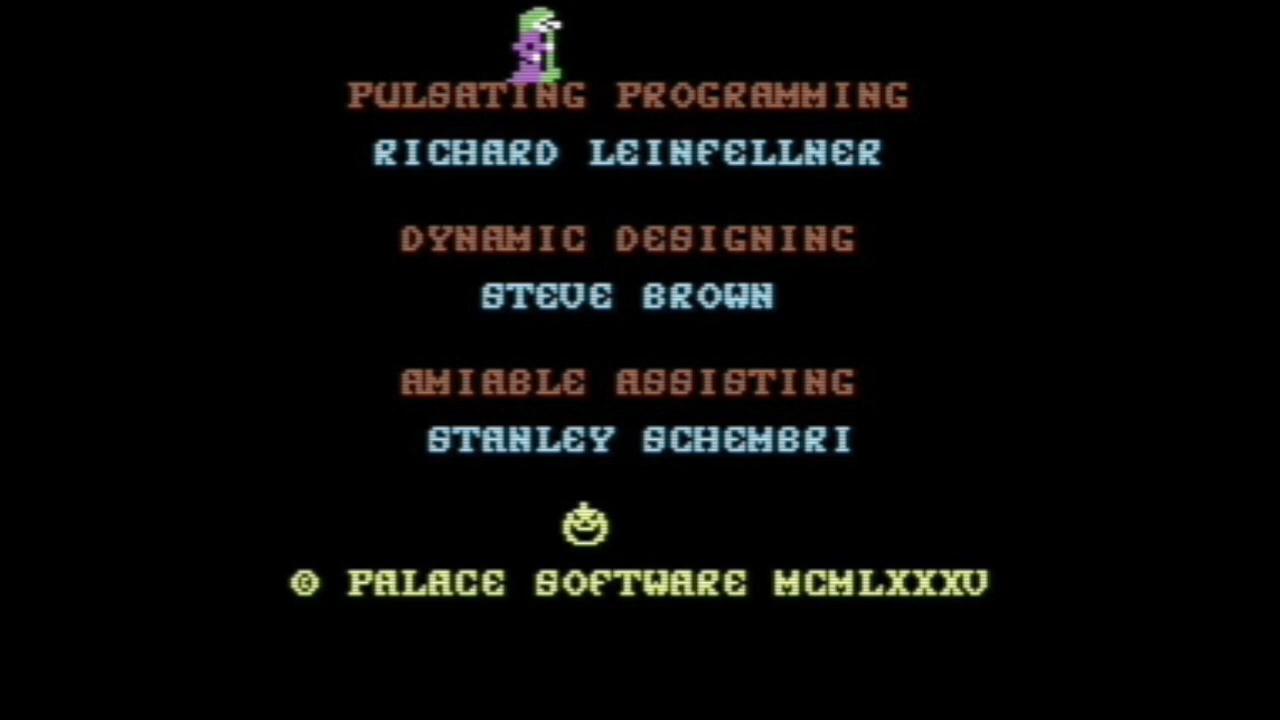 PULSATING PROGRAMMING
RICHARD LEINFELLNER
DYNAMIC DESIGNING
STEVE BROWN
AMIABLE ASSISTING
STANLEY SCHEMBRI
© PALACE SOFTWARE MCMLXXXV